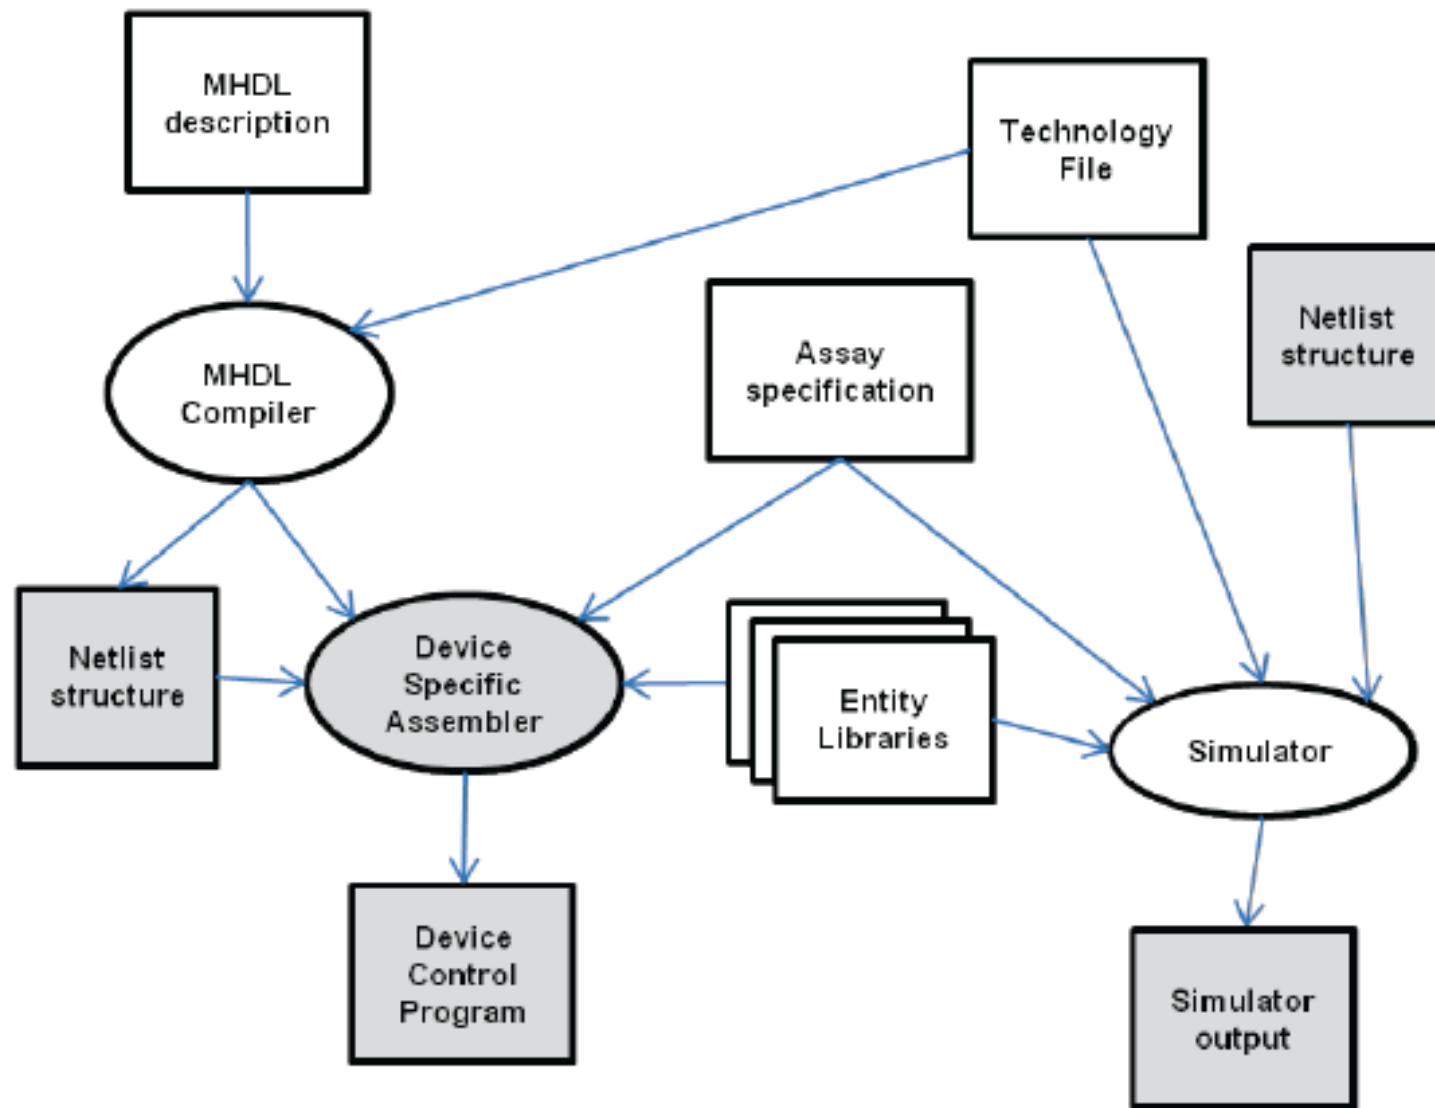 MHDL
description
Technology
File
Netlist
structure
Assay
specification
MHDL
Compiler
Netlist
structure
Device
Specific
Assembler
Entity
Libraries
Simulator
Device
Control
Program
Simulator
output